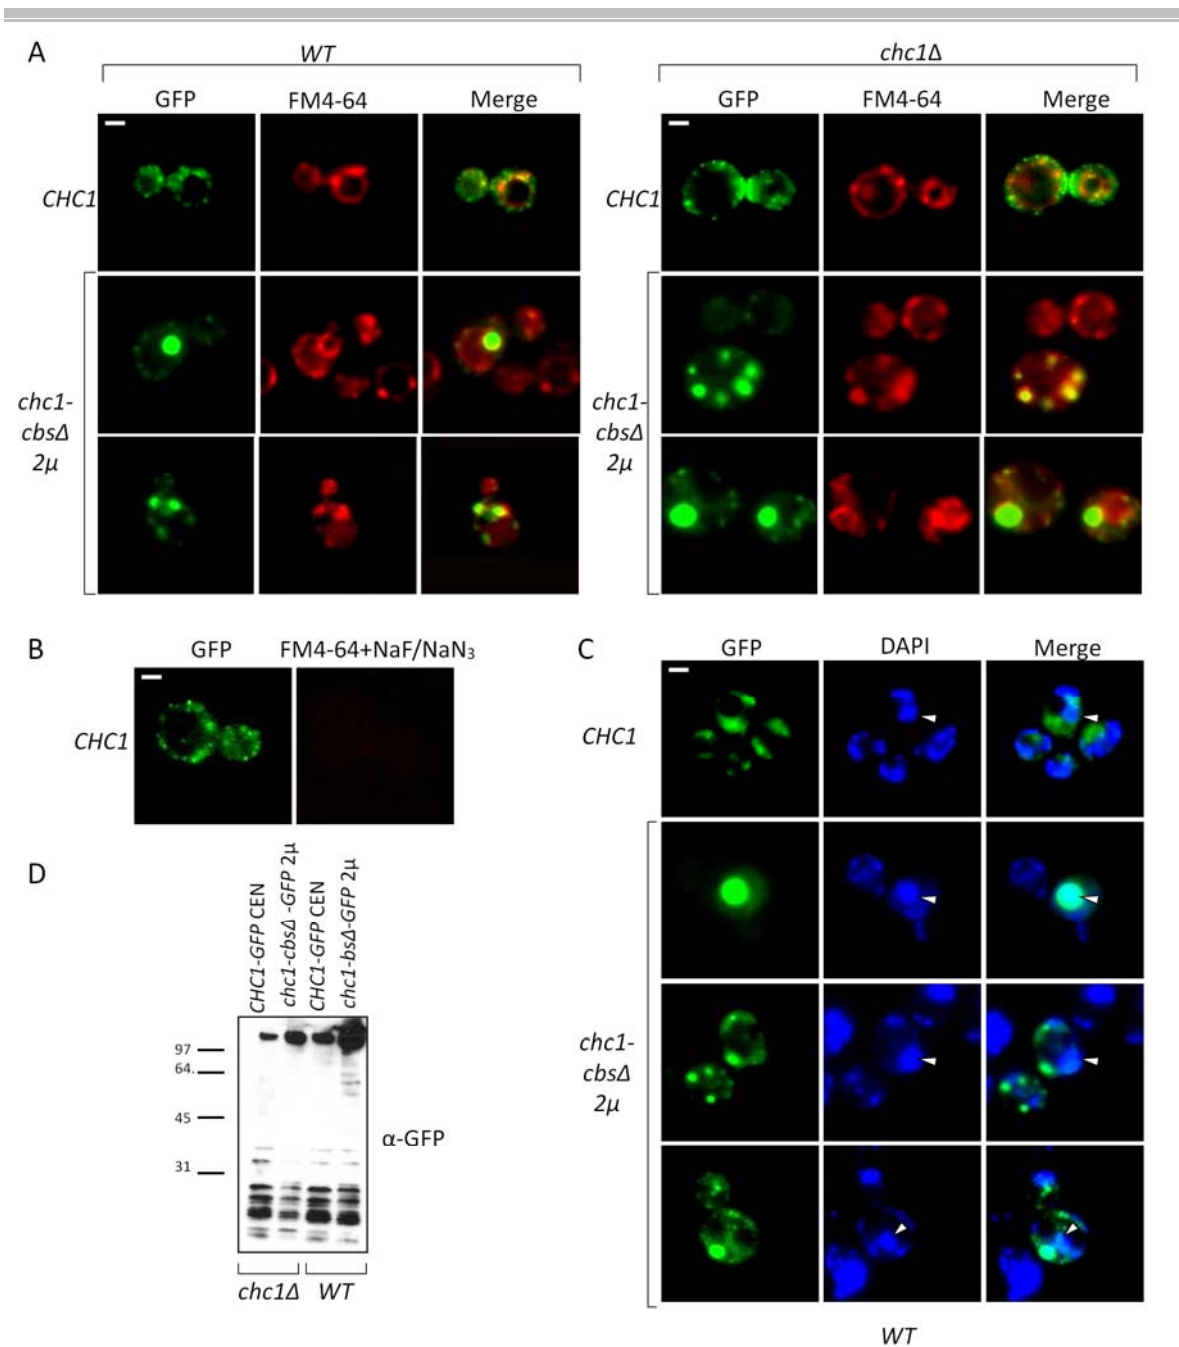 A
WT
chc1Δ
GFP FM4-64 Merge
GFP FM4-64 Merge
CHC1
CHC1
chc1-
cbsΔ
2μ
chc1-
cbsΔ
2μ
B
GFP FM4-64+NaF/NaN3
CHC1
C
GFP DAPI Merge
CHC1
chc1-
cbsΔ
2μ
WT
D
CHC1-GFP CEN
chc1-cbsΔ -GFP 2μ
CHC1-GFP CEN
chc1-bsΔ-GFP 2μ
97
64.
45
31
α-GFP
chc1Δ WT